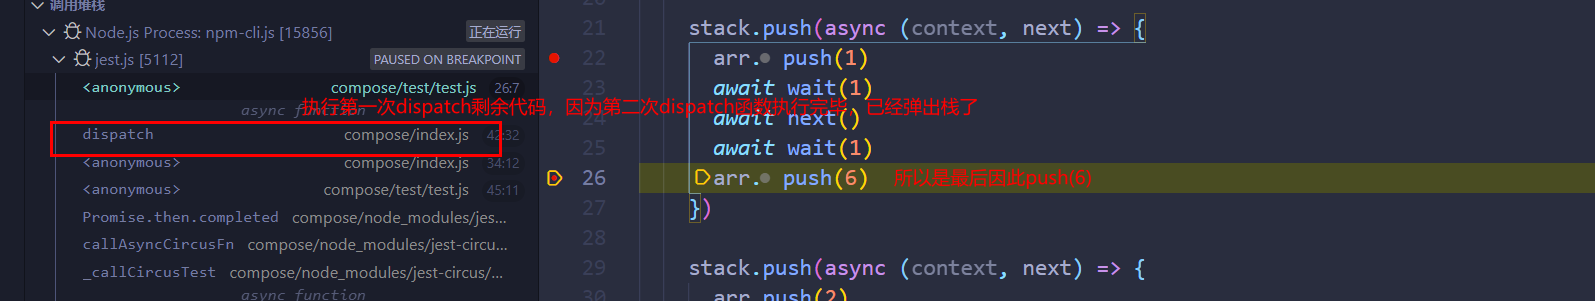 调用堆栈
Node.js Process: npm-cli.js [15856] 正在运行
jest.js [5112] PAUSED ON BREAKPOINT
<anonymous> compose/test/test.js 26:7
async function
执行第一次dispatch剩余代码，因为第二次dispatch函数执行完毕，已经弹出栈了
dispatch compose/index.js 42:32
<anonymous> compose/index.js 34:12
<anonymous> compose/test/test.js 45:11
Promise.then.completed compose/node_modules/jes...
callAsyncCircusFn compose/node_modules/jest-circu...
_callCircusTest compose/node_modules/jest-circus/...
async function
21 stack.push(async (context, next) => {
22 arr. push(1)
23 await wait(1)
24 await next()
25 await wait(1)
26 arr. push(6) 所以是最后因此push(6)
27 })
28
29 stack.push(async (context, next) => {
30 arr.push(2)